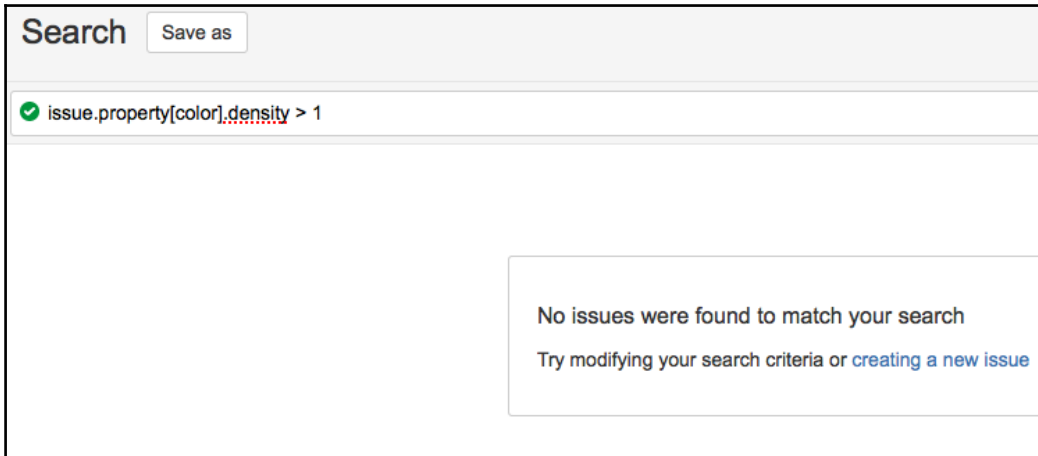 Search Save as
issue.property[color].density > 1
No issues were found to match your search
Try modifying your search criteria or creating a new issue